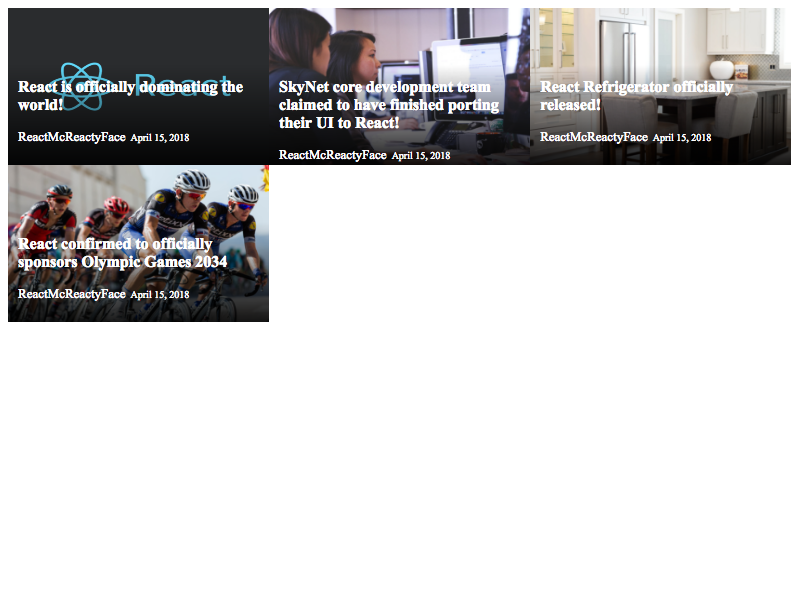 React
React is officially dominating the
world!
ReactMcReactyFace April 15, 2018
SkyNet core development team
claimed to have finished porting
their UI to React!
ReactMcReactyFace April 15, 2018
React Refrigerator officially
released!
ReactMcReactyFace April 15, 2018
React confirmed to officially
sponsors Olympic Games 2034
ReactMcReactyFace April 15, 2018